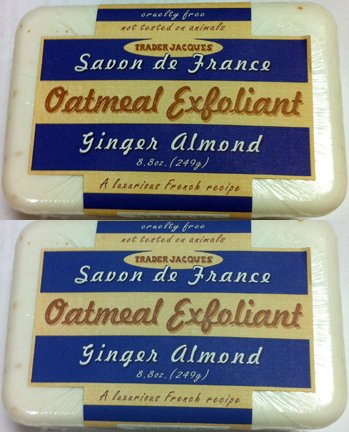 cruelty free
not tested on animals
TRADER JACQUES'
Savon de France
Oatmeal Exfoliant
Ginger Almond
8.8oz. (249g)
A luxurious French recipe
cruelty free
not tested on animals
TRADER JACQUES'
Savon de France
Oatmeal Exfoliant
Ginger Almond
8.8oz. (249g)
A luxurious French recipe